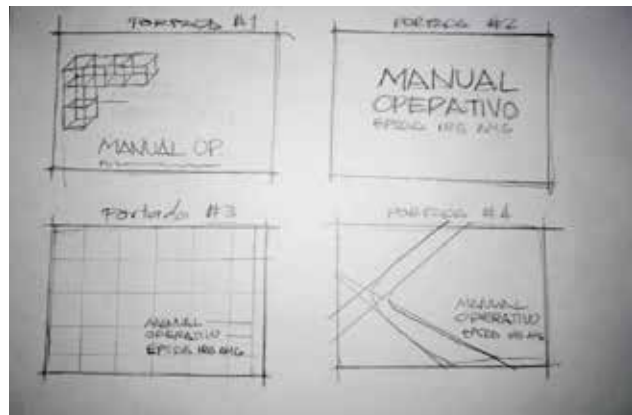 PORTADA #1
MANUAL OP.
PORTADA #2
MANUAL
OPERATIVO
Portada #3
MANUAL
OPERATIVO
PORTADA #4
MANUAL
OPERATIVO